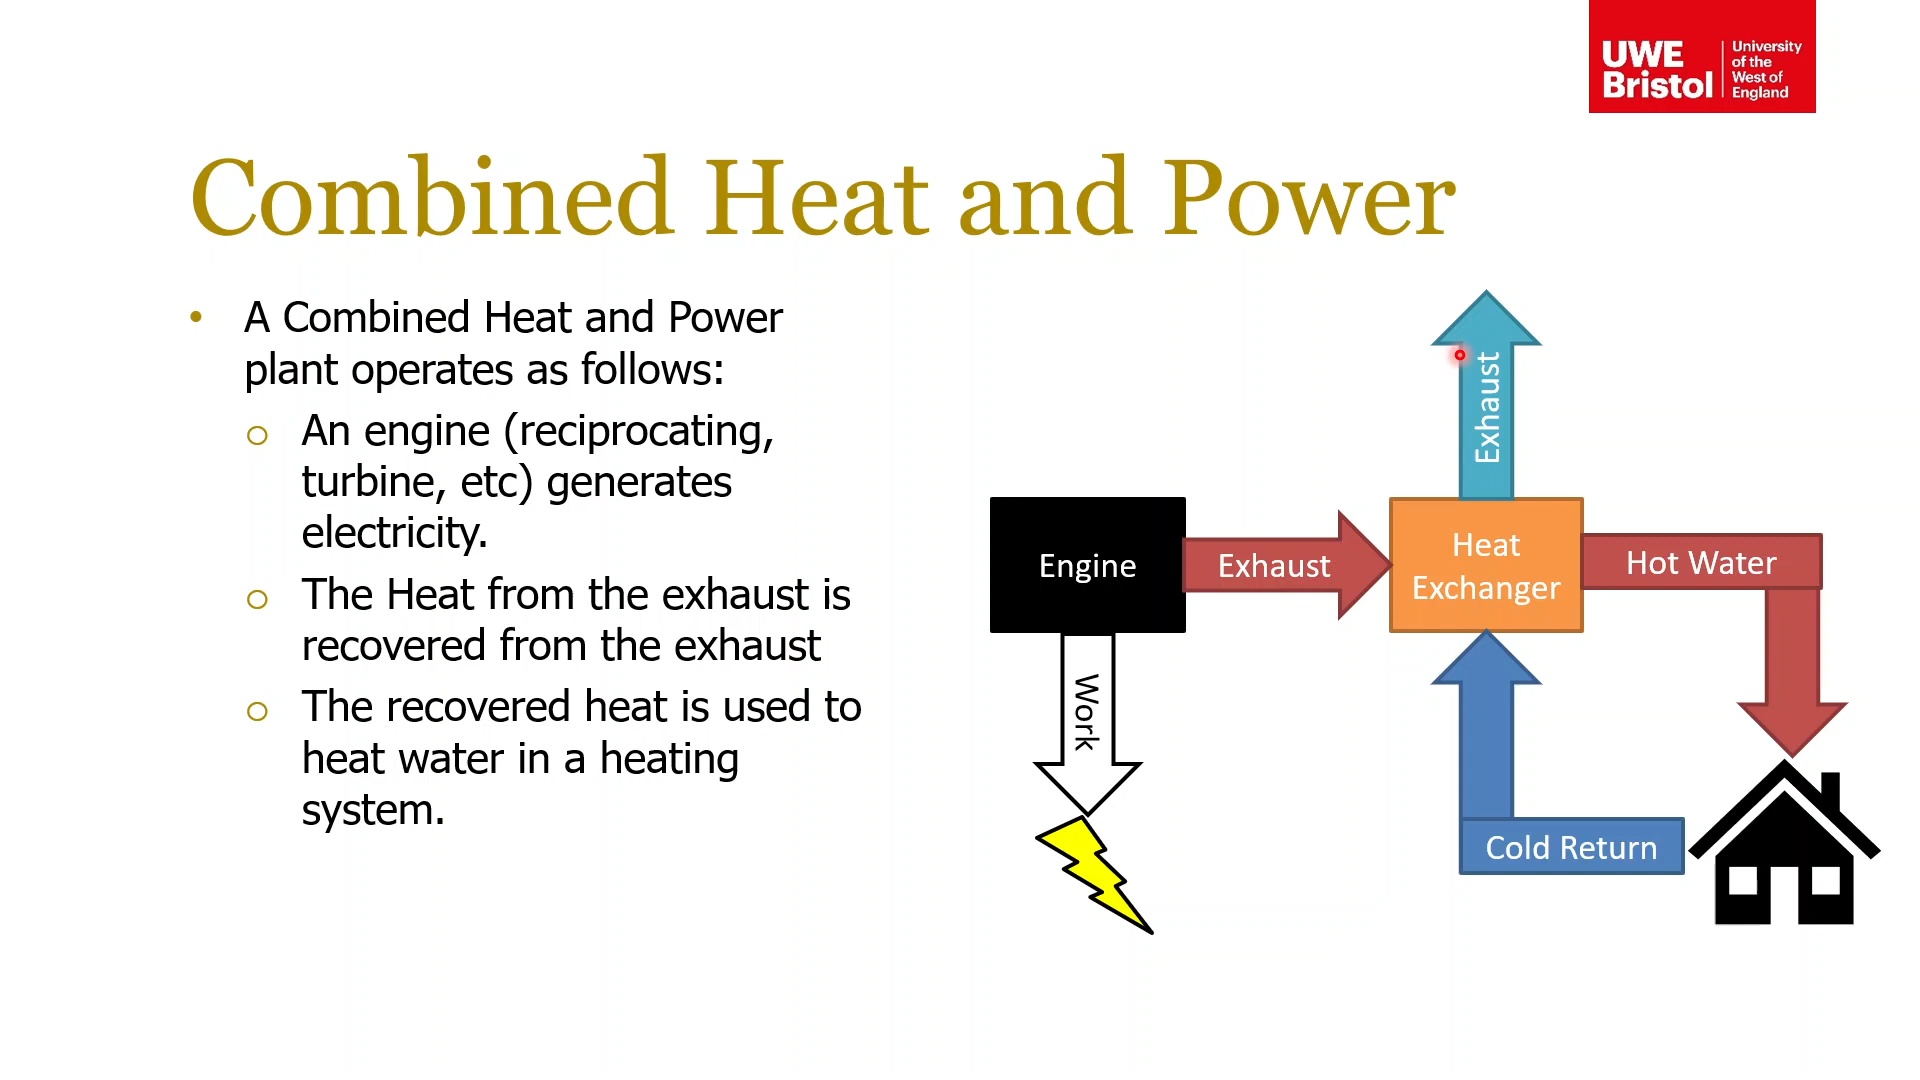 UWE
Bristol
University
of the
West of
England
Combined Heat and Power
• A Combined Heat and Power
plant operates as follows:
o An engine (reciprocating,
turbine, etc) generates
electricity.
o The Heat from the exhaust is
recovered from the exhaust
o The recovered heat is used to
heat water in a heating
system.
Exhaust
Engine
Exhaust
Heat
Exchanger
Hot Water
Work
Cold Return